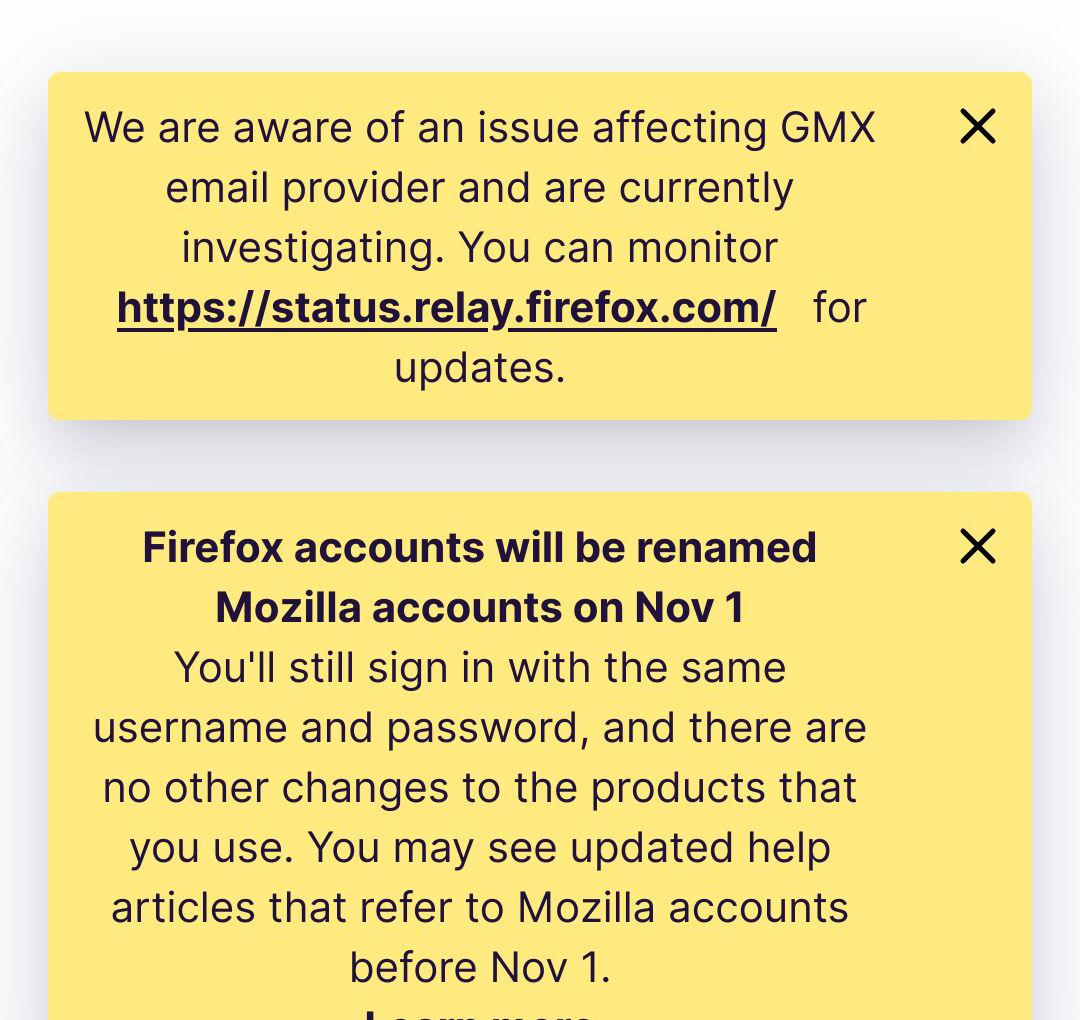 We are aware of an issue affecting GMX
email provider and are currently
investigating. You can monitor
https://status.relay.firefox.com/ for
updates.
Firefox accounts will be renamed
Mozilla accounts on Nov 1
You'll still sign in with the same
username and password, and there are
no other changes to the products that
you use. You may see updated help
articles that refer to Mozilla accounts
before Nov 1.
Learn more